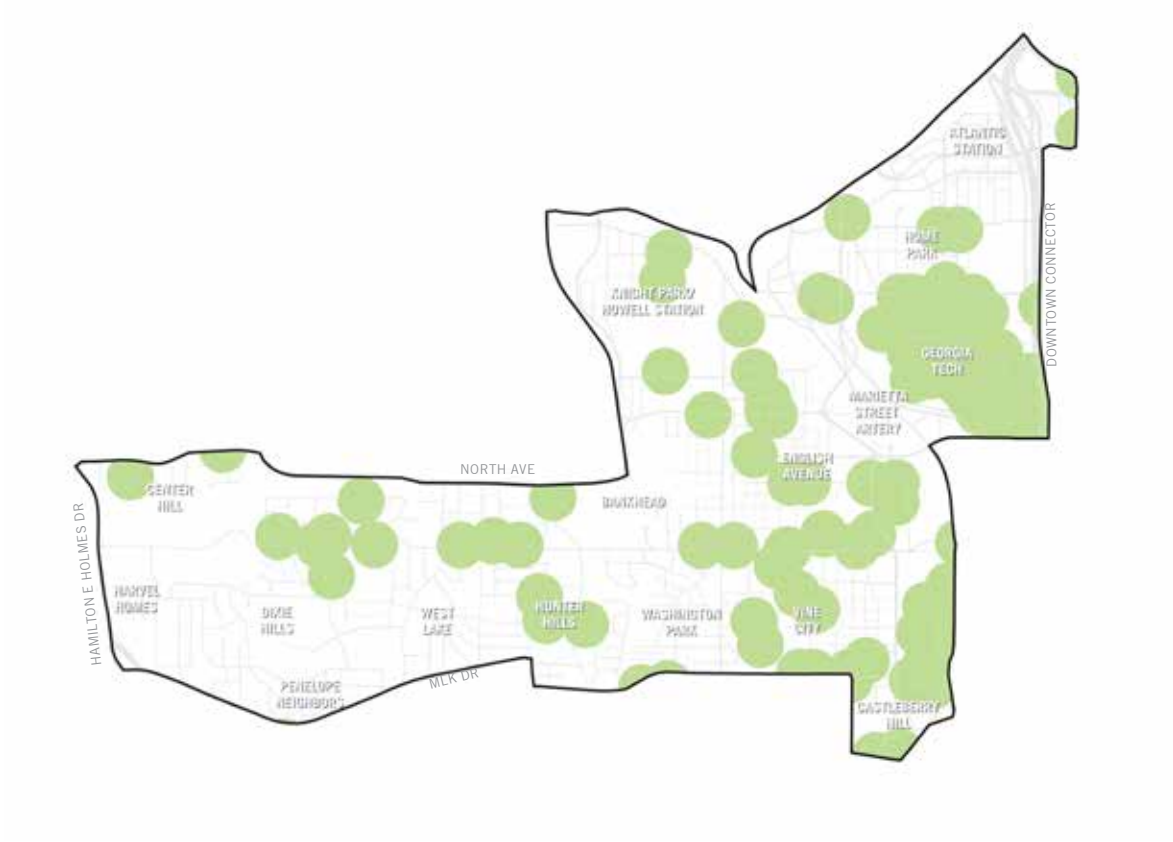 ATLANTIC
STATION
DOWNTOWN CONNECTOR
HOME
PARK
KNIGHT PARK/
HOWELL STATION
GEORGIA
TECH
MARIETTA
STREET
ARTERY
ENGLISH
AVENUE
NORTH AVE
BANKHEAD
CENTER
HILL
HAMILTON E HOLMES DR
HARVEL
HOMES
DIXIE
HILLS
WEST
LAKE
HUNTER
HILLS
WASHINGTON
PARK
VINE
CITY
PENELOPE
NEIGHBORS
MLK DR
CASTLEBERRY
HILL